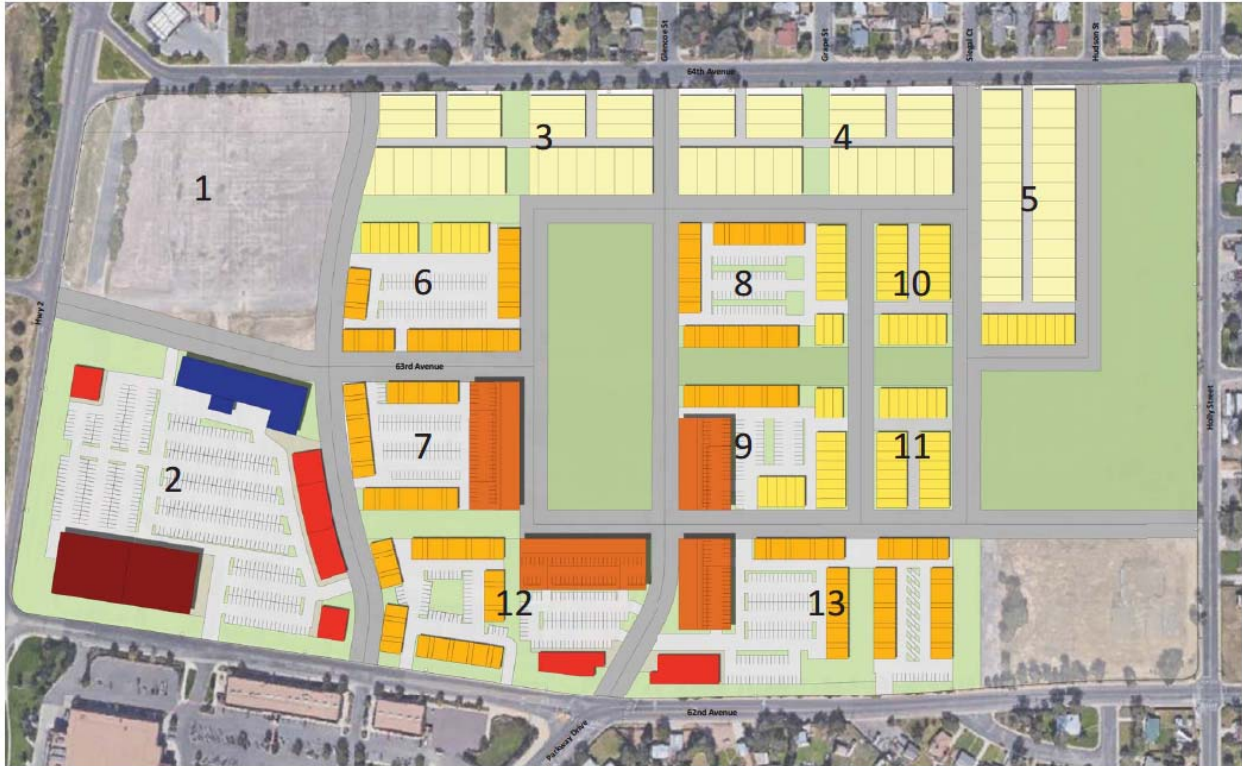 Glencoe St
Grape St
Siegal Ct
Hudson St
64th Avenue
1
3
4
5
6
8
10
Hwy 2
63rd Avenue
Holly Street
2
7
9
11
12
13
62nd Avenue
Parkway Drive